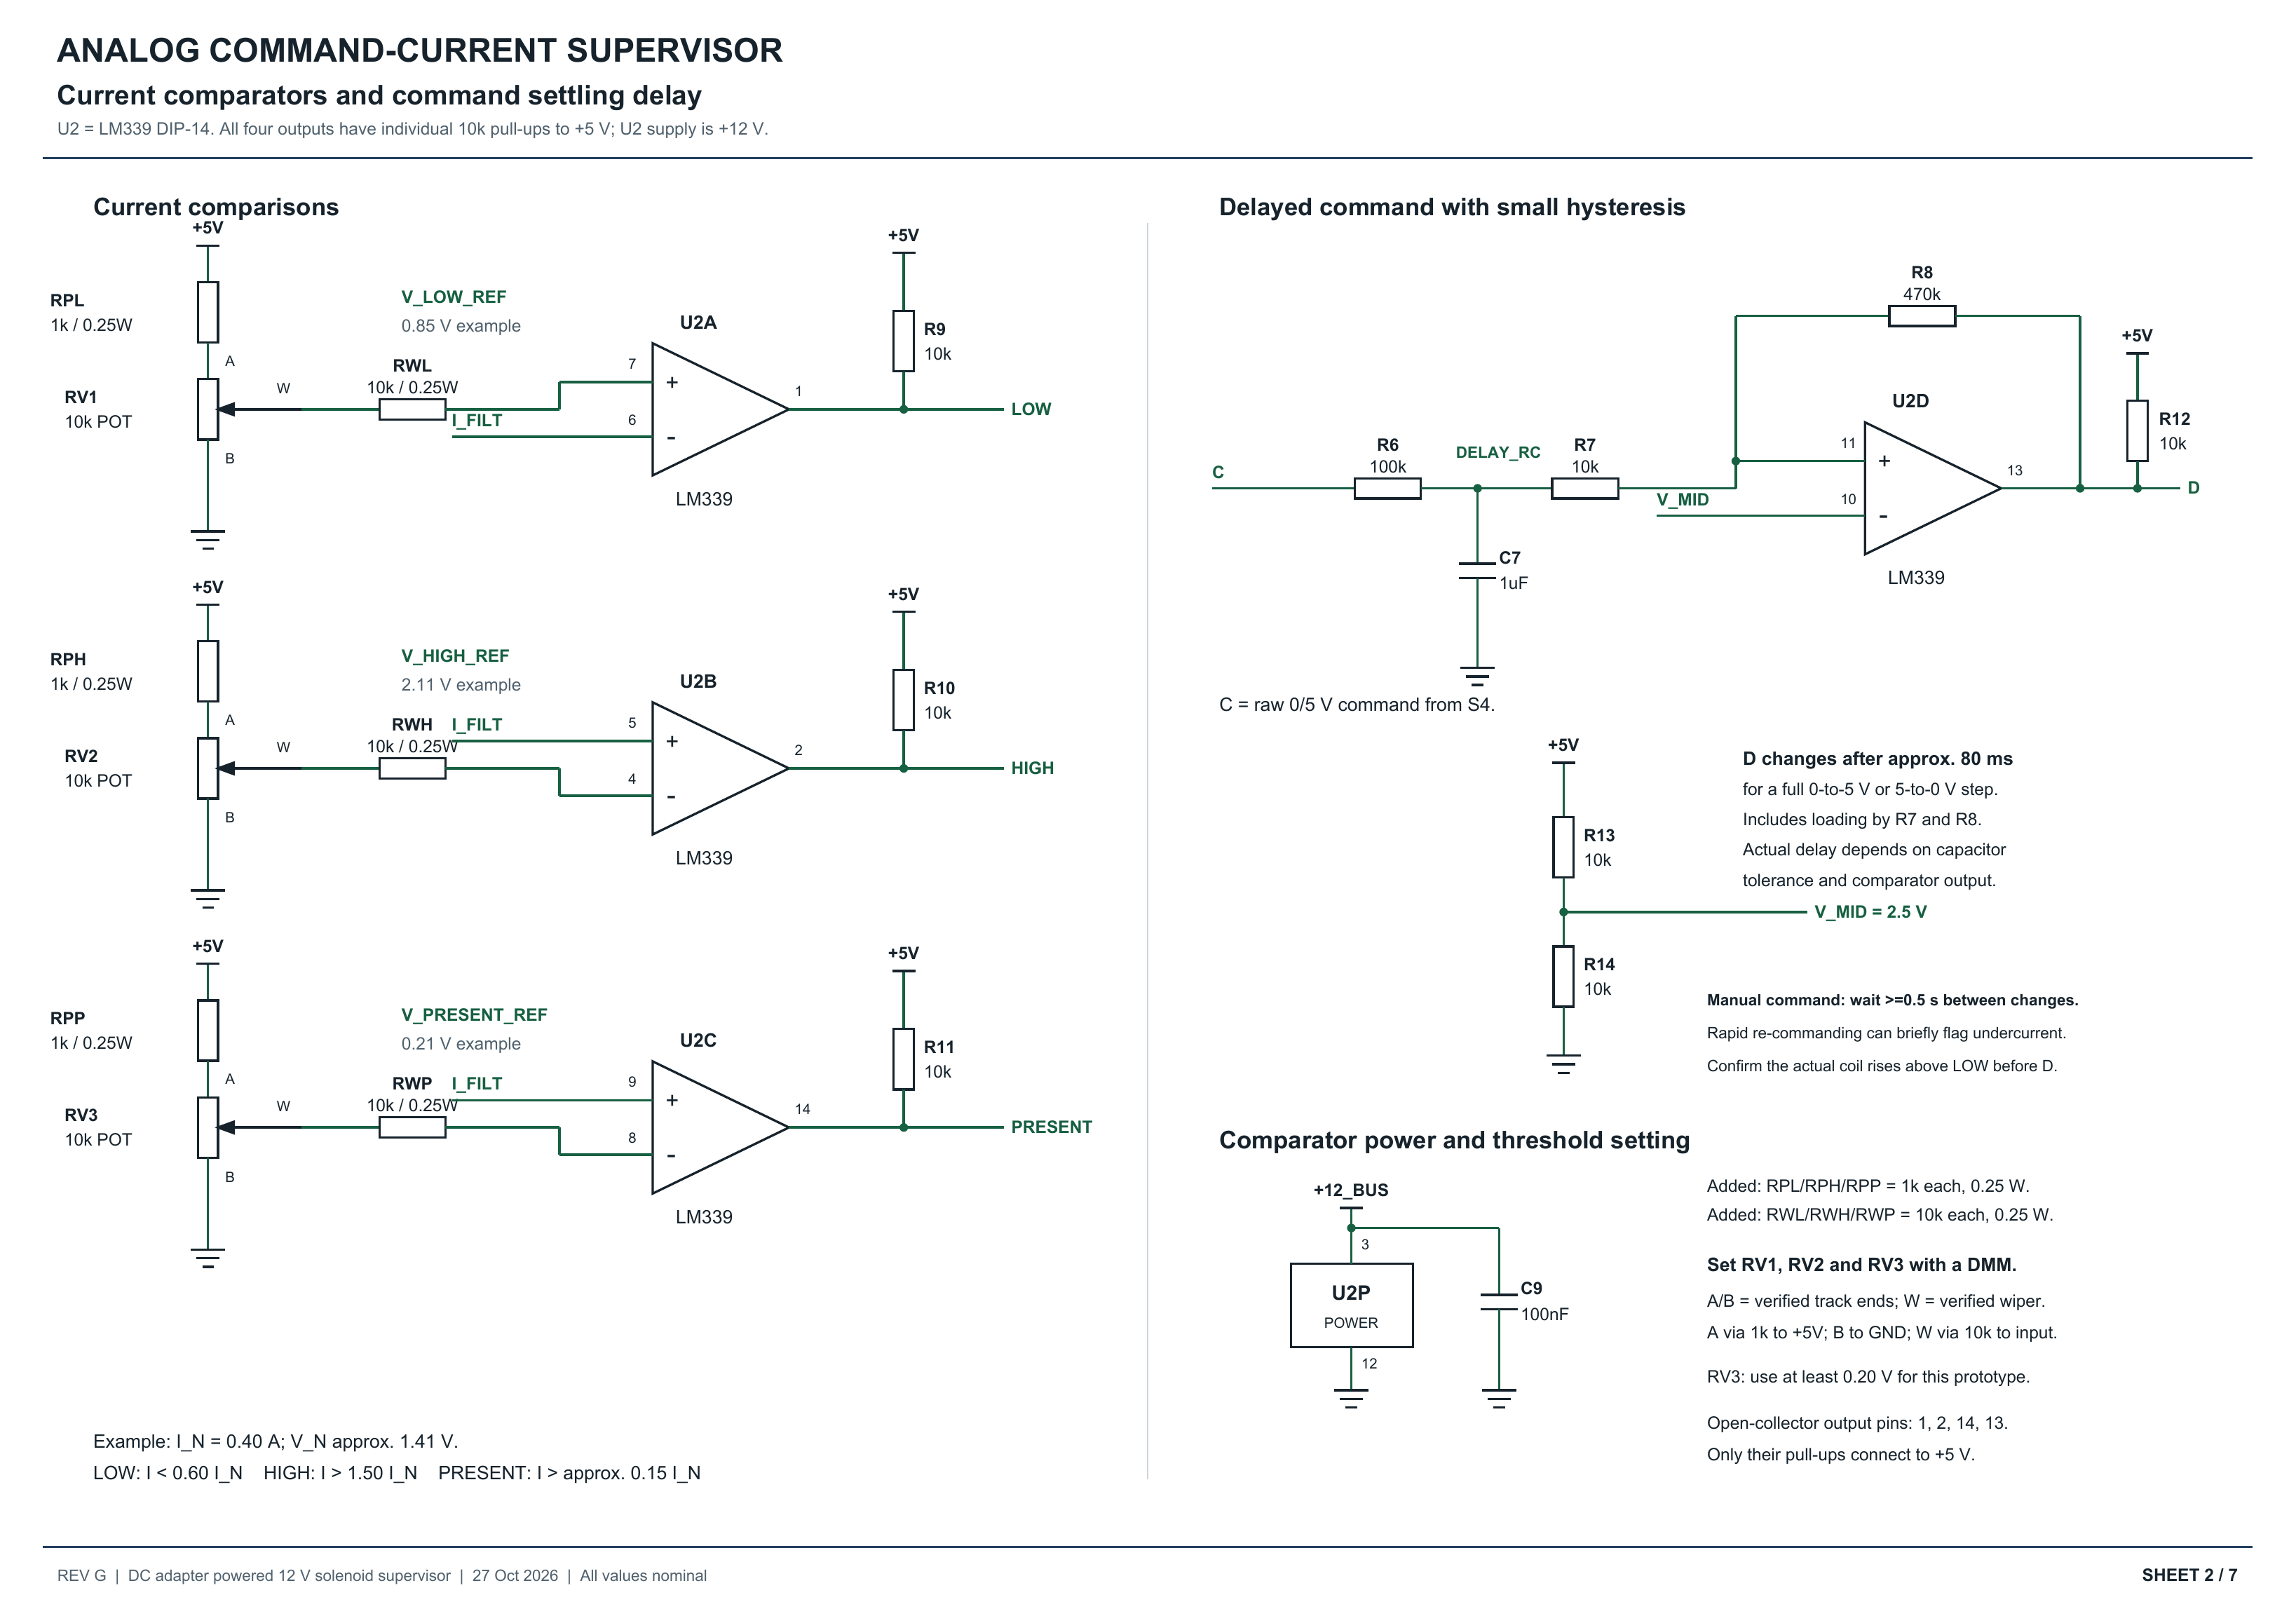 ANALOG COMMAND-CURRENT SUPERVISOR
Current comparators and command settling delay
U2 = LM339 DIP-14. All four outputs have individual 10k pull-ups to +5 V; U2 supply is +12 V.
Current comparisons
+5V
RPL
1k / 0.25W
A
RV1
10k POT
W
B
V_LOW_REF
0.85 V example
RWL
10k / 0.25W
I_FILT
7
6
+
-
U2A
LM339
1
+5V
R9
10k
LOW
+5V
RPH
1k / 0.25W
A
RV2
10k POT
W
B
V_HIGH_REF
2.11 V example
RWH
10k / 0.25W
I_FILT
5
4
+
-
U2B
LM339
2
+5V
R10
10k
HIGH
+5V
RPP
1k / 0.25W
A
RV3
10k POT
W
B
V_PRESENT_REF
0.21 V example
RWP
10k / 0.25W
I_FILT
9
8
+
-
U2C
LM339
14
+5V
R11
10k
PRESENT
Example: I_N = 0.40 A; V_N approx. 1.41 V.
LOW: I < 0.60 I_N HIGH: I > 1.50 I_N PRESENT: I > approx. 0.15 I_N
Delayed command with small hysteresis
C
R6
100k
DELAY_RC
R7
10k
V_MID
C7
1uF
R8
470k
U2D
11
10
+
-
LM339
13
+5V
R12
10k
D
C = raw 0/5 V command from S4.
+5V
R13
10k
V_MID = 2.5 V
R14
10k
D changes after approx. 80 ms
for a full 0-to-5 V or 5-to-0 V step.
Includes loading by R7 and R8.
Actual delay depends on capacitor
tolerance and comparator output.
Manual command: wait >=0.5 s between changes.
Rapid re-commanding can briefly flag undercurrent.
Confirm the actual coil rises above LOW before D.
Comparator power and threshold setting
+12_BUS
3
U2P
POWER
12
C9
100nF
Added: RPL/RPH/RPP = 1k each, 0.25 W.
Added: RWL/RWH/RWP = 10k each, 0.25 W.
Set RV1, RV2 and RV3 with a DMM.
A/B = verified track ends; W = verified wiper.
A via 1k to +5V; B to GND; W via 10k to input.
RV3: use at least 0.20 V for this prototype.
Open-collector output pins: 1, 2, 14, 13.
Only their pull-ups connect to +5 V.
REV G | DC adapter powered 12 V solenoid supervisor | 27 Oct 2026 | All values nominal
SHEET 2 / 7